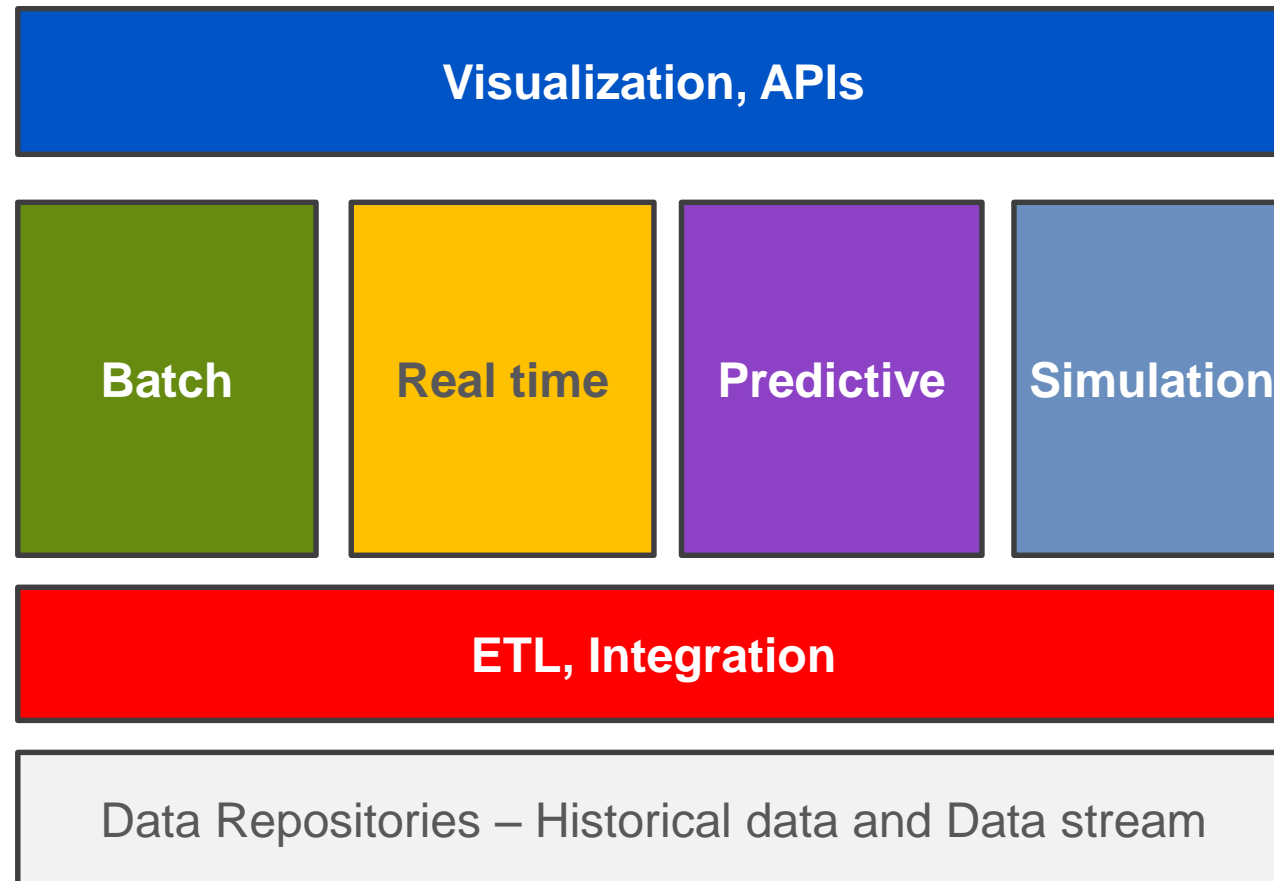 Visualization, APIs
Batch
Real time
Predictive
Simulation
ETL, Integration
Data Repositories – Historical data and Data stream